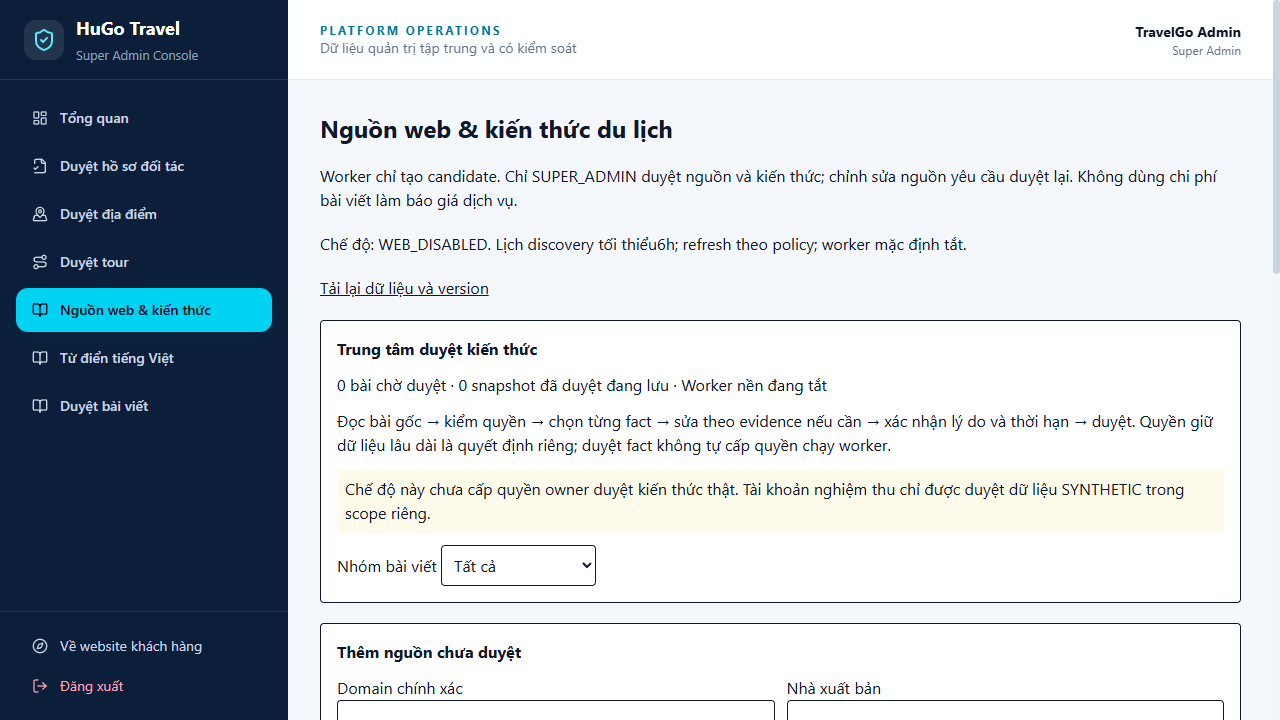 HuGo Travel
Super Admin Console
Tổng quan
Duyệt hồ sơ đối tác
Duyệt địa điểm
Duyệt tour
Nguồn web & kiến thức
Từ điển tiếng Việt
Duyệt bài viết
Về website khách hàng
Đăng xuất
PLATFORM OPERATIONS
Dữ liệu quản trị tập trung và có kiểm soát
TravelGo Admin
Super Admin
Nguồn web & kiến thức du lịch
Worker chỉ tạo candidate. Chỉ SUPER_ADMIN duyệt nguồn và kiến thức; chỉnh sửa nguồn yêu cầu duyệt lại. Không dùng chi phí
bài viết làm báo giá dịch vụ.
Chế độ: WEB_DISABLED. Lịch discovery tối thiểu6h; refresh theo policy; worker mặc định tắt.
Tải lại dữ liệu và version
Trung tâm duyệt kiến thức
0 bài chờ duyệt · 0 snapshot đã duyệt đang lưu · Worker nền đang tắt
Đọc bài gốc → kiểm quyền → chọn từng fact → sửa theo evidence nếu cần → xác nhận lý do và thời hạn → duyệt. Quyền giữ
dữ liệu lâu dài là quyết định riêng; duyệt fact không tự cấp quyền chạy worker.
Chế độ này chưa cấp quyền owner duyệt kiến thức thật. Tài khoản nghiệm thu chỉ được duyệt dữ liệu SYNTHETIC trong
scope riêng.
Nhóm bài viết Tất cả
Thêm nguồn chưa duyệt
Domain chính xác
Nhà xuất bản